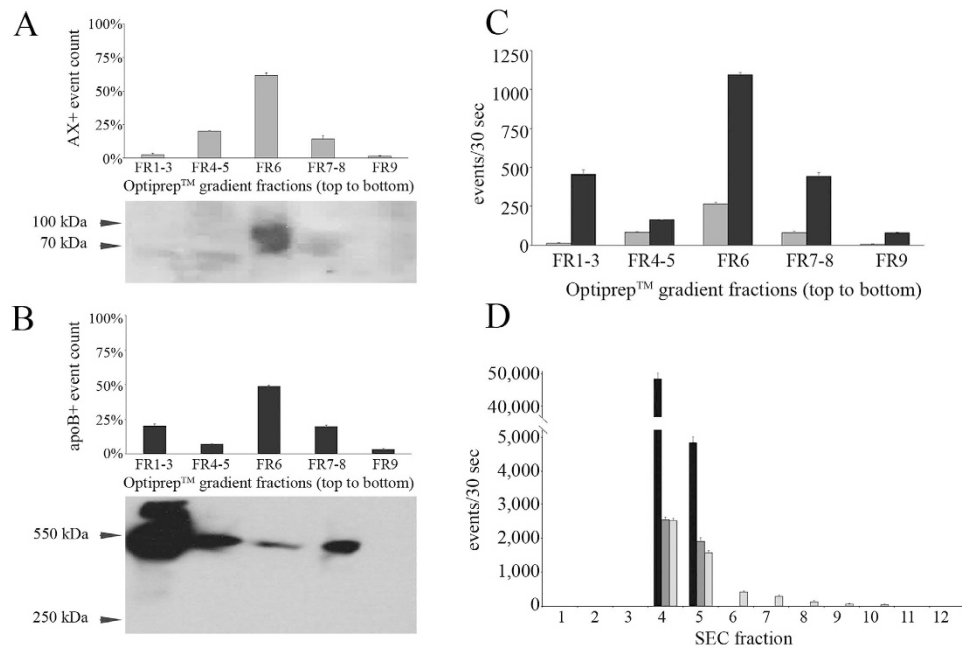 A
100%
75%
50%
25%
0%
AX+ event count
FR1-3 FR4-5 FR6 FR7-8 FR9
Optiprep™ gradient fractions (top to bottom)
100 kDa
70 kDa
B
100%
75%
50%
25%
0%
apoB+ event count
FR1-3 FR4-5 FR6 FR7-8 FR9
Optiprep™ gradient fractions (top to bottom)
550 kDa
250 kDa
C
1250
1000
750
500
250
0
events/30 sec
FR1-3 FR4-5 FR6 FR7-8 FR9
Optiprep™ gradient fractions (top to bottom)
D
50,000
40,000
5,000
4,000
3,000
2,000
1,000
0
events/30 sec
1 2 3 4 5 6 7 8 9 10 11 12
SEC fraction